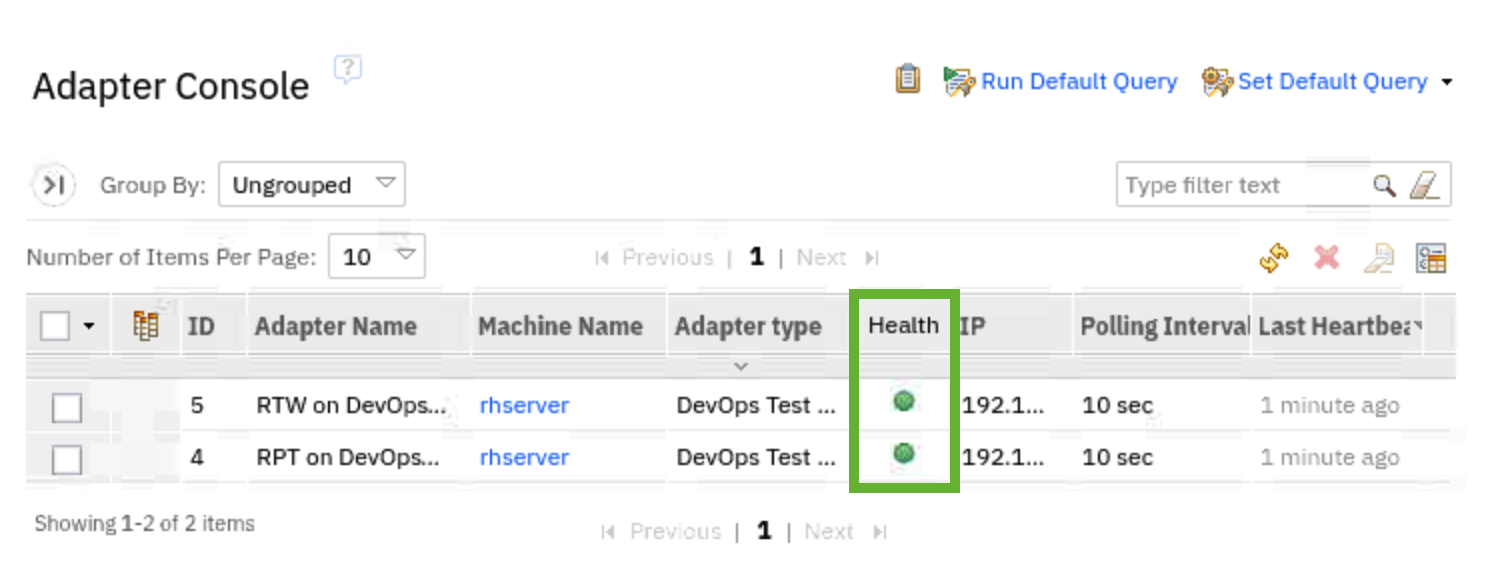 Adapter Console ?
Run Default Query Set Default Query
Group By: Ungrouped Type filter text
Number of Items Per Page: 10 Previous | 1 | Next
ID Adapter Name Machine Name Adapter type Health IP Polling Interval Last Heartbea
5 RTW on DevOps... rhserver DevOps Test ... 192.1... 10 sec 1 minute ago
4 RPT on DevOps... rhserver DevOps Test ... 192.1... 10 sec 1 minute ago
Showing 1-2 of 2 items Previous | 1 | Next